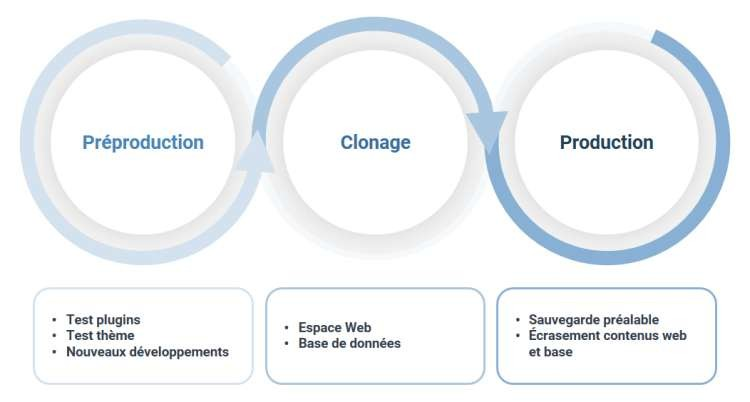 Préproduction
Clonage
Production
• Test plugins
• Test thème
• Nouveaux développements
• Espace Web
• Base de données
• Sauvegarde préalable
• Écrasement contenus web
et base